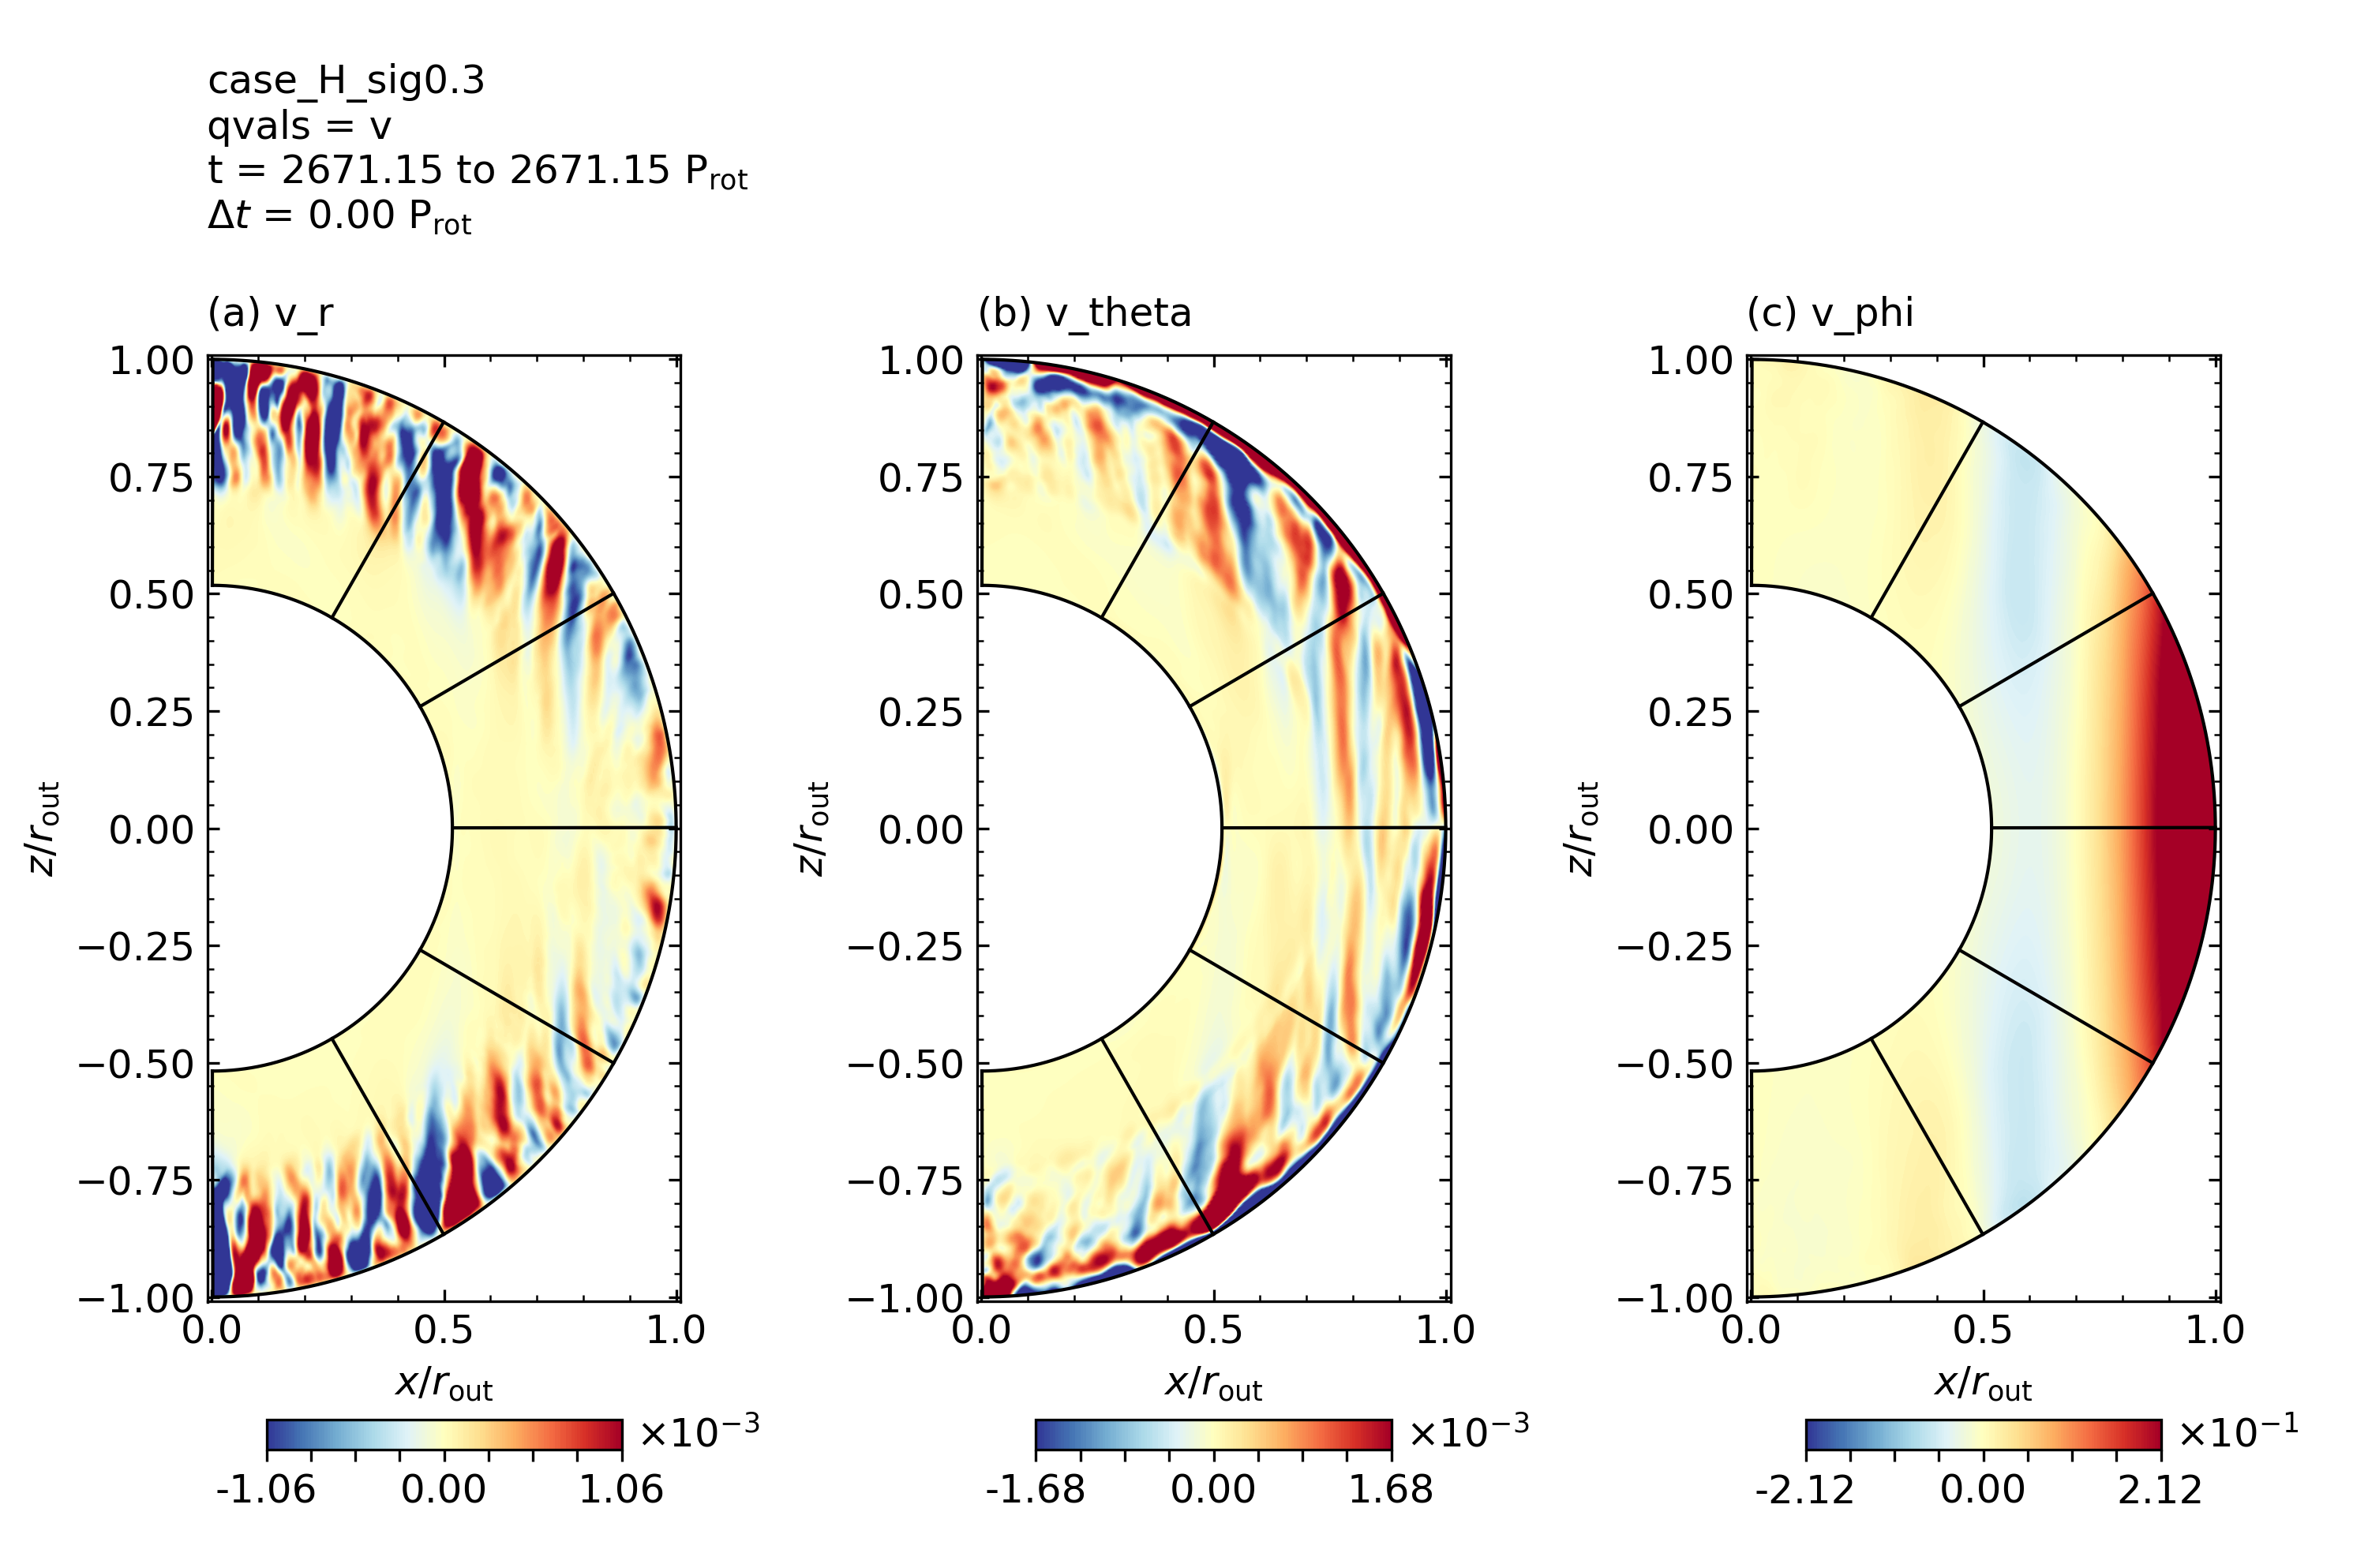 case_H_sig0.3
qvals = v
t = 2671.15 to 2671.15 P_rot
Δt = 0.00 P_rot
(a) v_r
(b) v_theta
(c) v_phi
1.00
0.75
0.50
0.25
0.00
−0.25
−0.50
−0.75
−1.00
z/r_out
0.0 0.5 1.0
x/r_out
-1.06 0.00 1.06
×10^−3
1.00
0.75
0.50
0.25
0.00
−0.25
−0.50
−0.75
−1.00
z/r_out
0.0 0.5 1.0
x/r_out
-1.68 0.00 1.68
×10^−3
1.00
0.75
0.50
0.25
0.00
−0.25
−0.50
−0.75
−1.00
z/r_out
0.0 0.5 1.0
x/r_out
-2.12 0.00 2.12
×10^−1